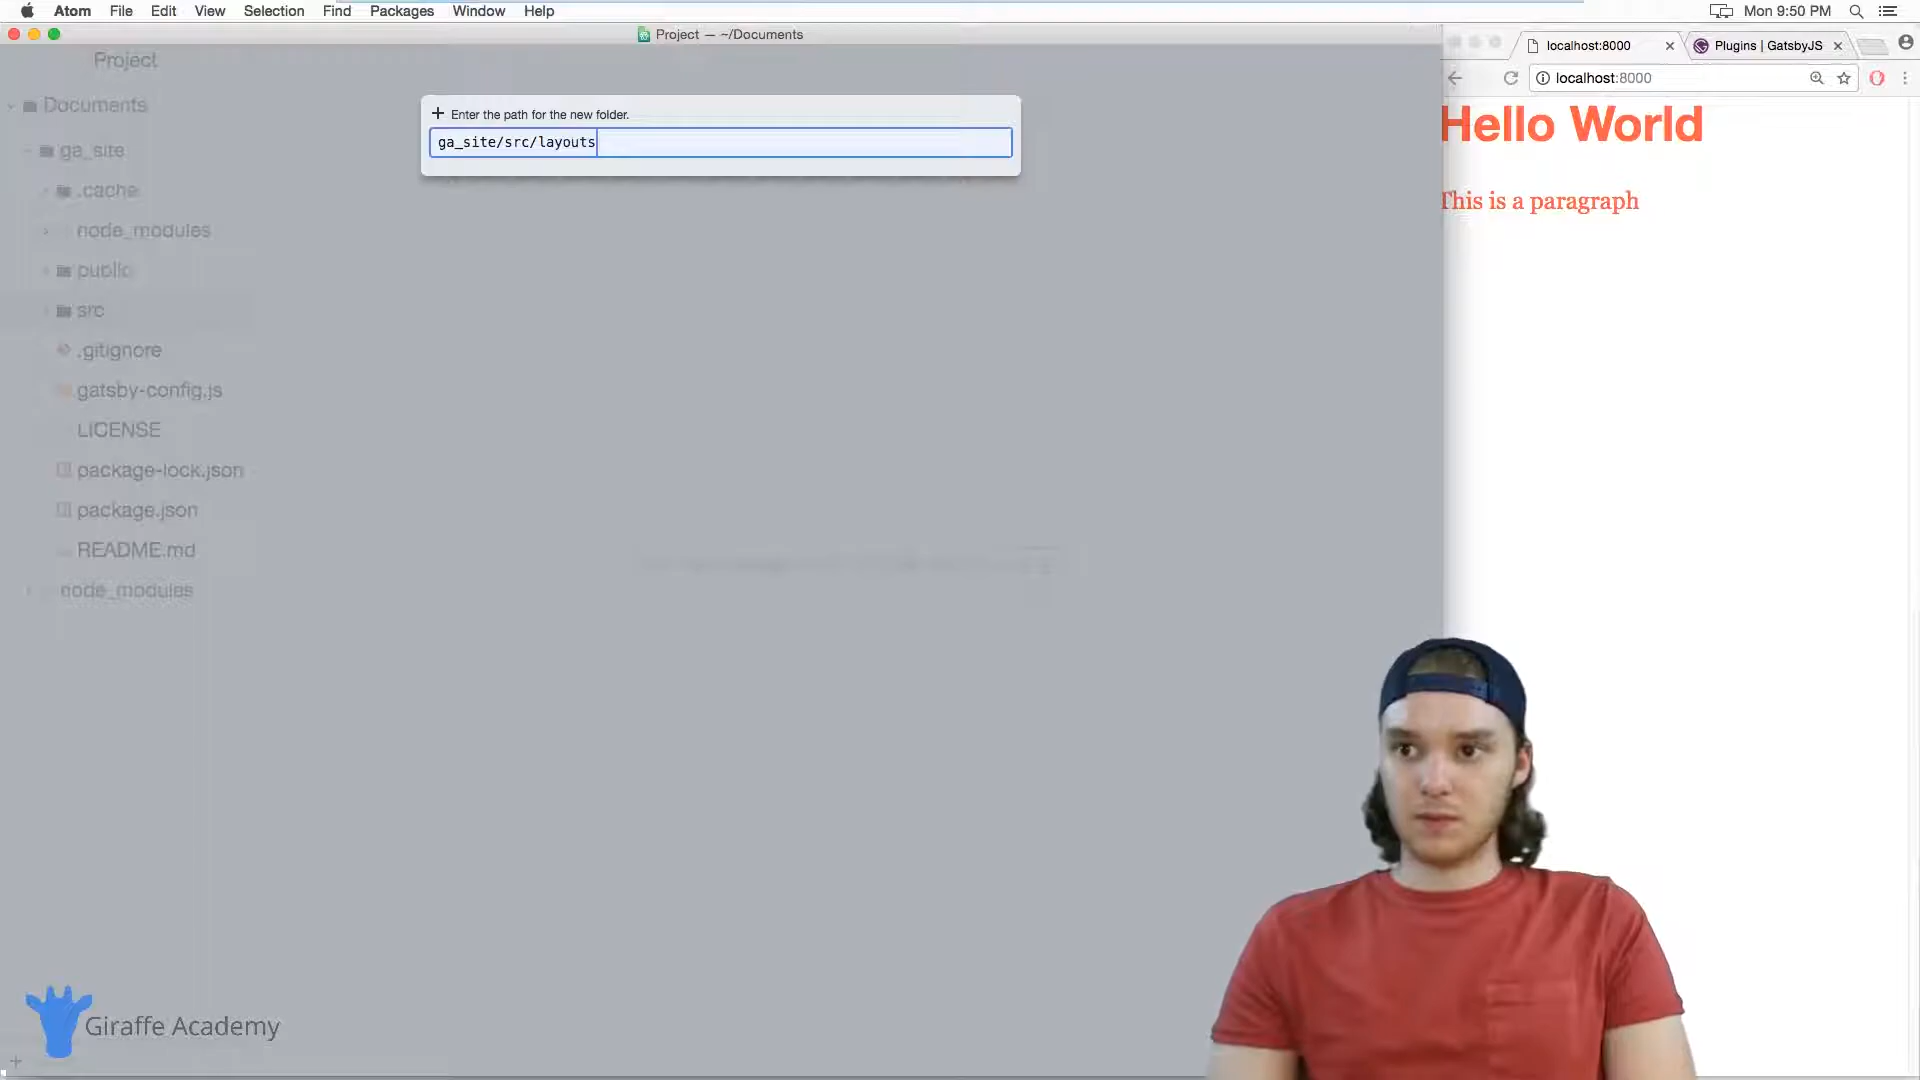 Atom File Edit View Selection Find Packages Window Help
Mon 9:50 PM
Project — ~/Documents
Project
Documents
ga_site
.cache
node_modules
public
src
.gitignore
gatsby-config.js
LICENSE
package-lock.json
package.json
README.md
node_modules
+ Enter the path for the new folder.
ga_site/src/layouts
localhost:8000
Plugins | GatsbyJS
localhost:8000
Hello World
This is a paragraph
Giraffe Academy